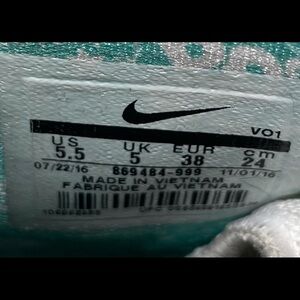 V01
US UK EUR cm
5.5 5 38 24
07/22/16 869484-999 11/01/16
MADE IN VIETNAM
FABRIQUE AU VIETNAM